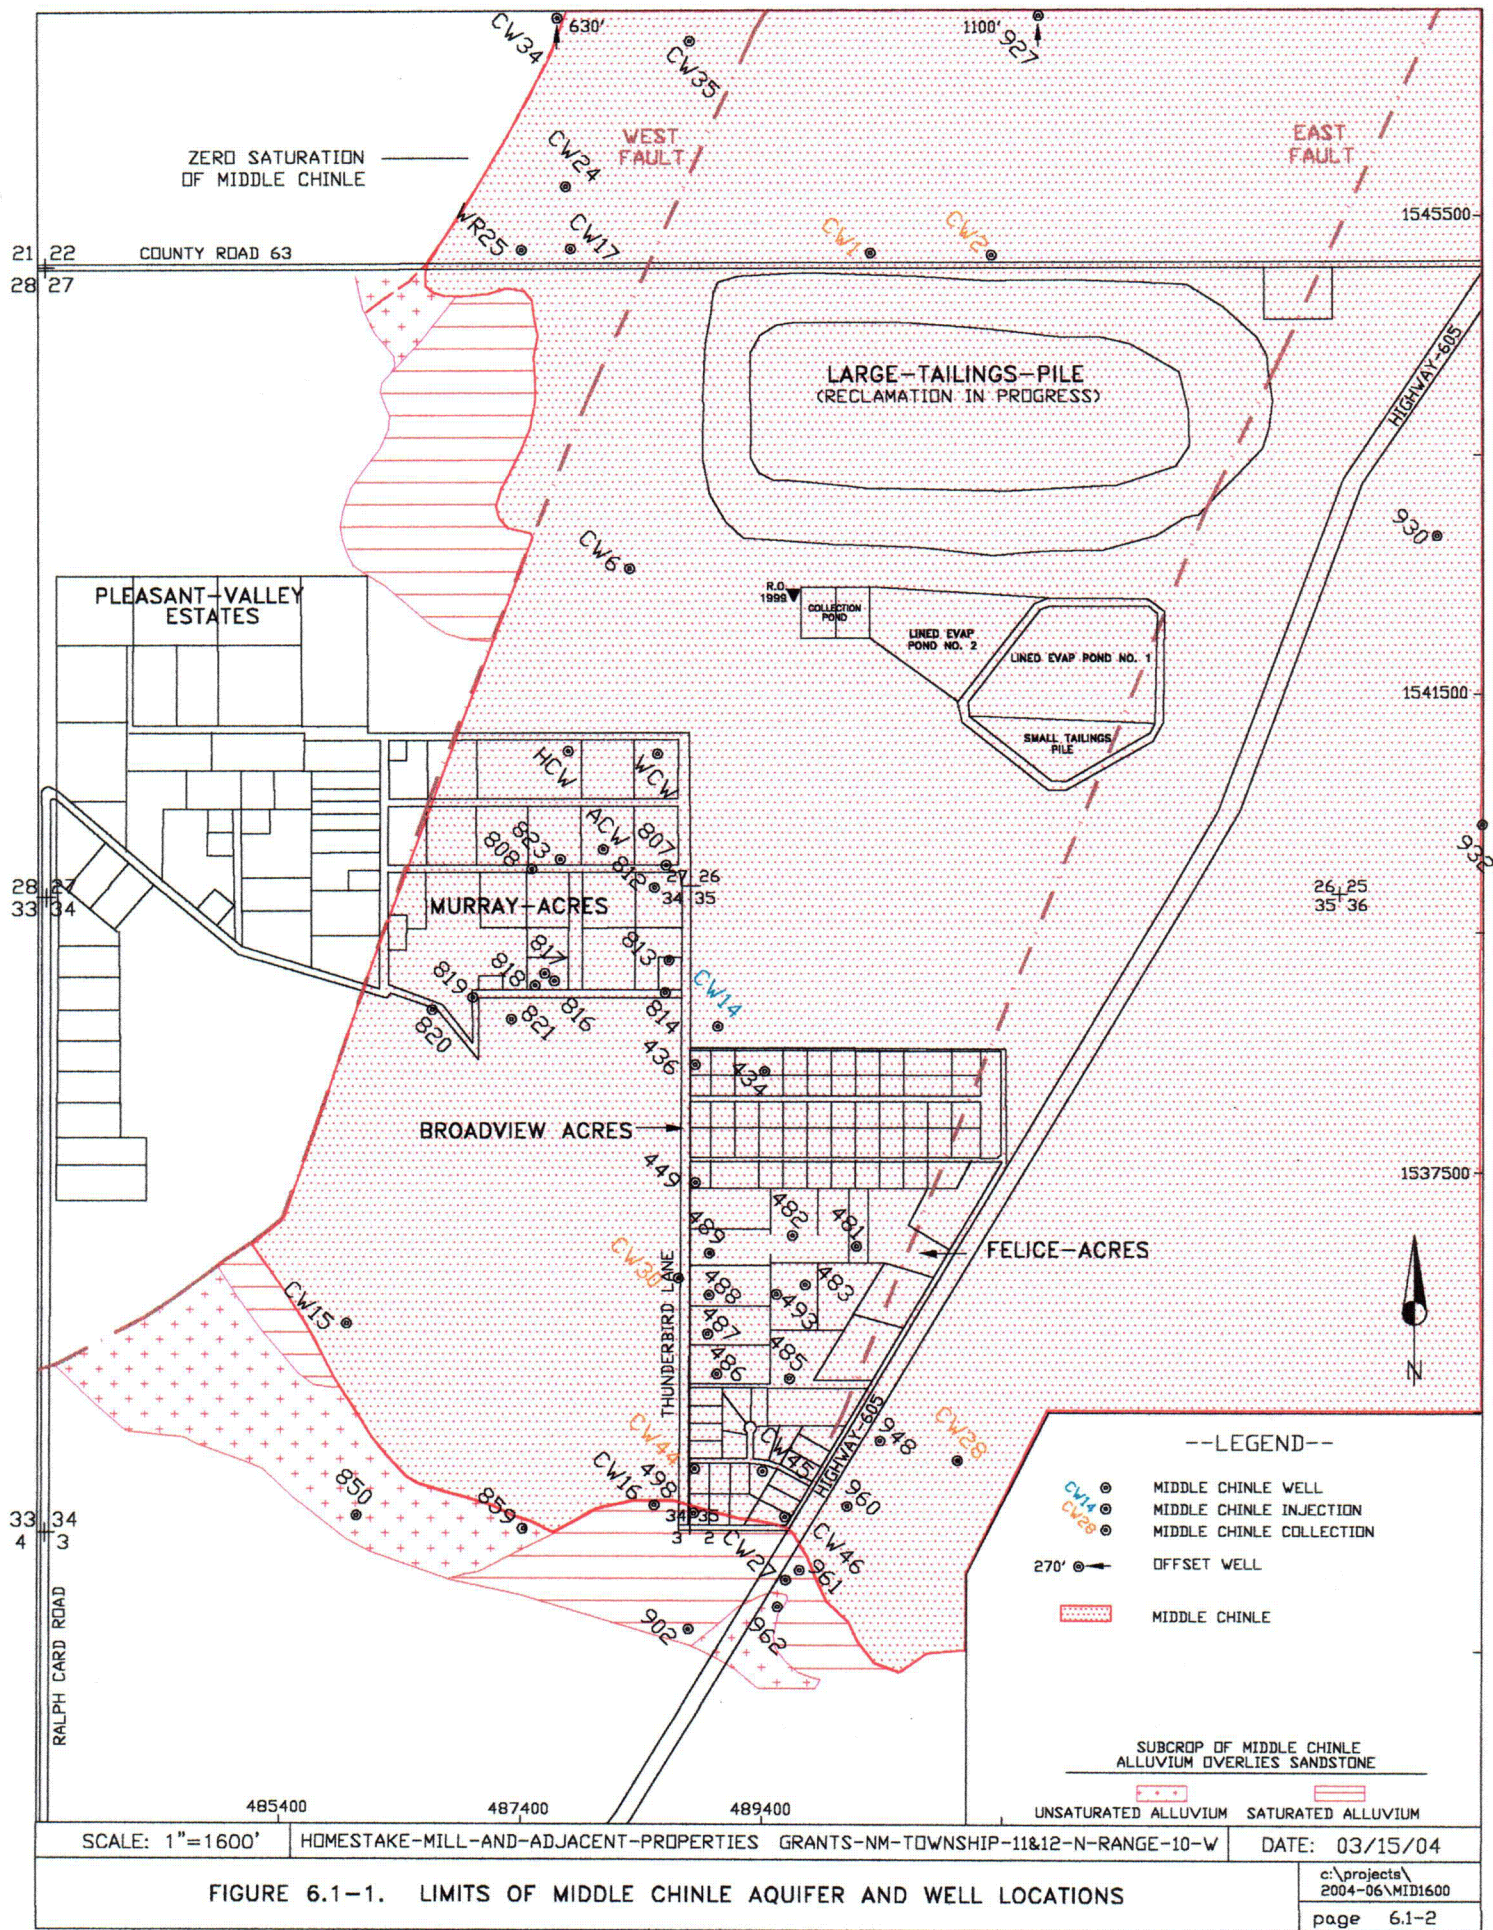 CW34
630'
CW35
1100'
927
WEST
FAULT
EAST
FAULT
ZERO SATURATION
OF MIDDLE CHINLE
CW24
WR25
CW17
CW1
CW2
1545500
21 22
28 27
COUNTY ROAD 63
HIGHWAY-605
LARGE-TAILINGS-PILE
(RECLAMATION IN PROGRESS)
930
CW6
R.O.
1999
COLLECTION
POND
LINED EVAP
POND NO. 2
LINED EVAP POND NO. 1
SMALL TAILINGS
PILE
PLEASANT-VALLEY
ESTATES
1541500
HCW
WCW
ACW
807
823
808
812
932
28 27
33 34
27 26
34 35
26 25
35 36
MURRAY-ACRES
817
818
819
813
816
814
821
820
CW14
436
434
BROADVIEW ACRES
449
1537500
482
481
489
FELICE-ACRES
CW30
488
483
493
487
485
486
THUNDERBIRD LANE
CW15
CW44
CW45
948
CW28
HIGHWAY-605
N
CW16
498
960
850
859
33 34
4 3
34 35
3 2
CW46
CW27
961
962
902
RALPH CARD ROAD
--LEGEND--
CW14
CW28
MIDDLE CHINLE WELL
MIDDLE CHINLE INJECTION
MIDDLE CHINLE COLLECTION
270'
OFFSET WELL
MIDDLE CHINLE
SUBCROP OF MIDDLE CHINLE
ALLUVIUM OVERLIES SANDSTONE
UNSATURATED ALLUVIUM
SATURATED ALLUVIUM
485400
487400
489400
SCALE: 1"=1600'
HOMESTAKE-MILL-AND-ADJACENT-PROPERTIES GRANTS-NM-TOWNSHIP-11&12-N-RANGE-10-W
DATE: 03/15/04
FIGURE 6.1-1. LIMITS OF MIDDLE CHINLE AQUIFER AND WELL LOCATIONS
c:\projects\
2004-06\MID1600
page 6.1-2